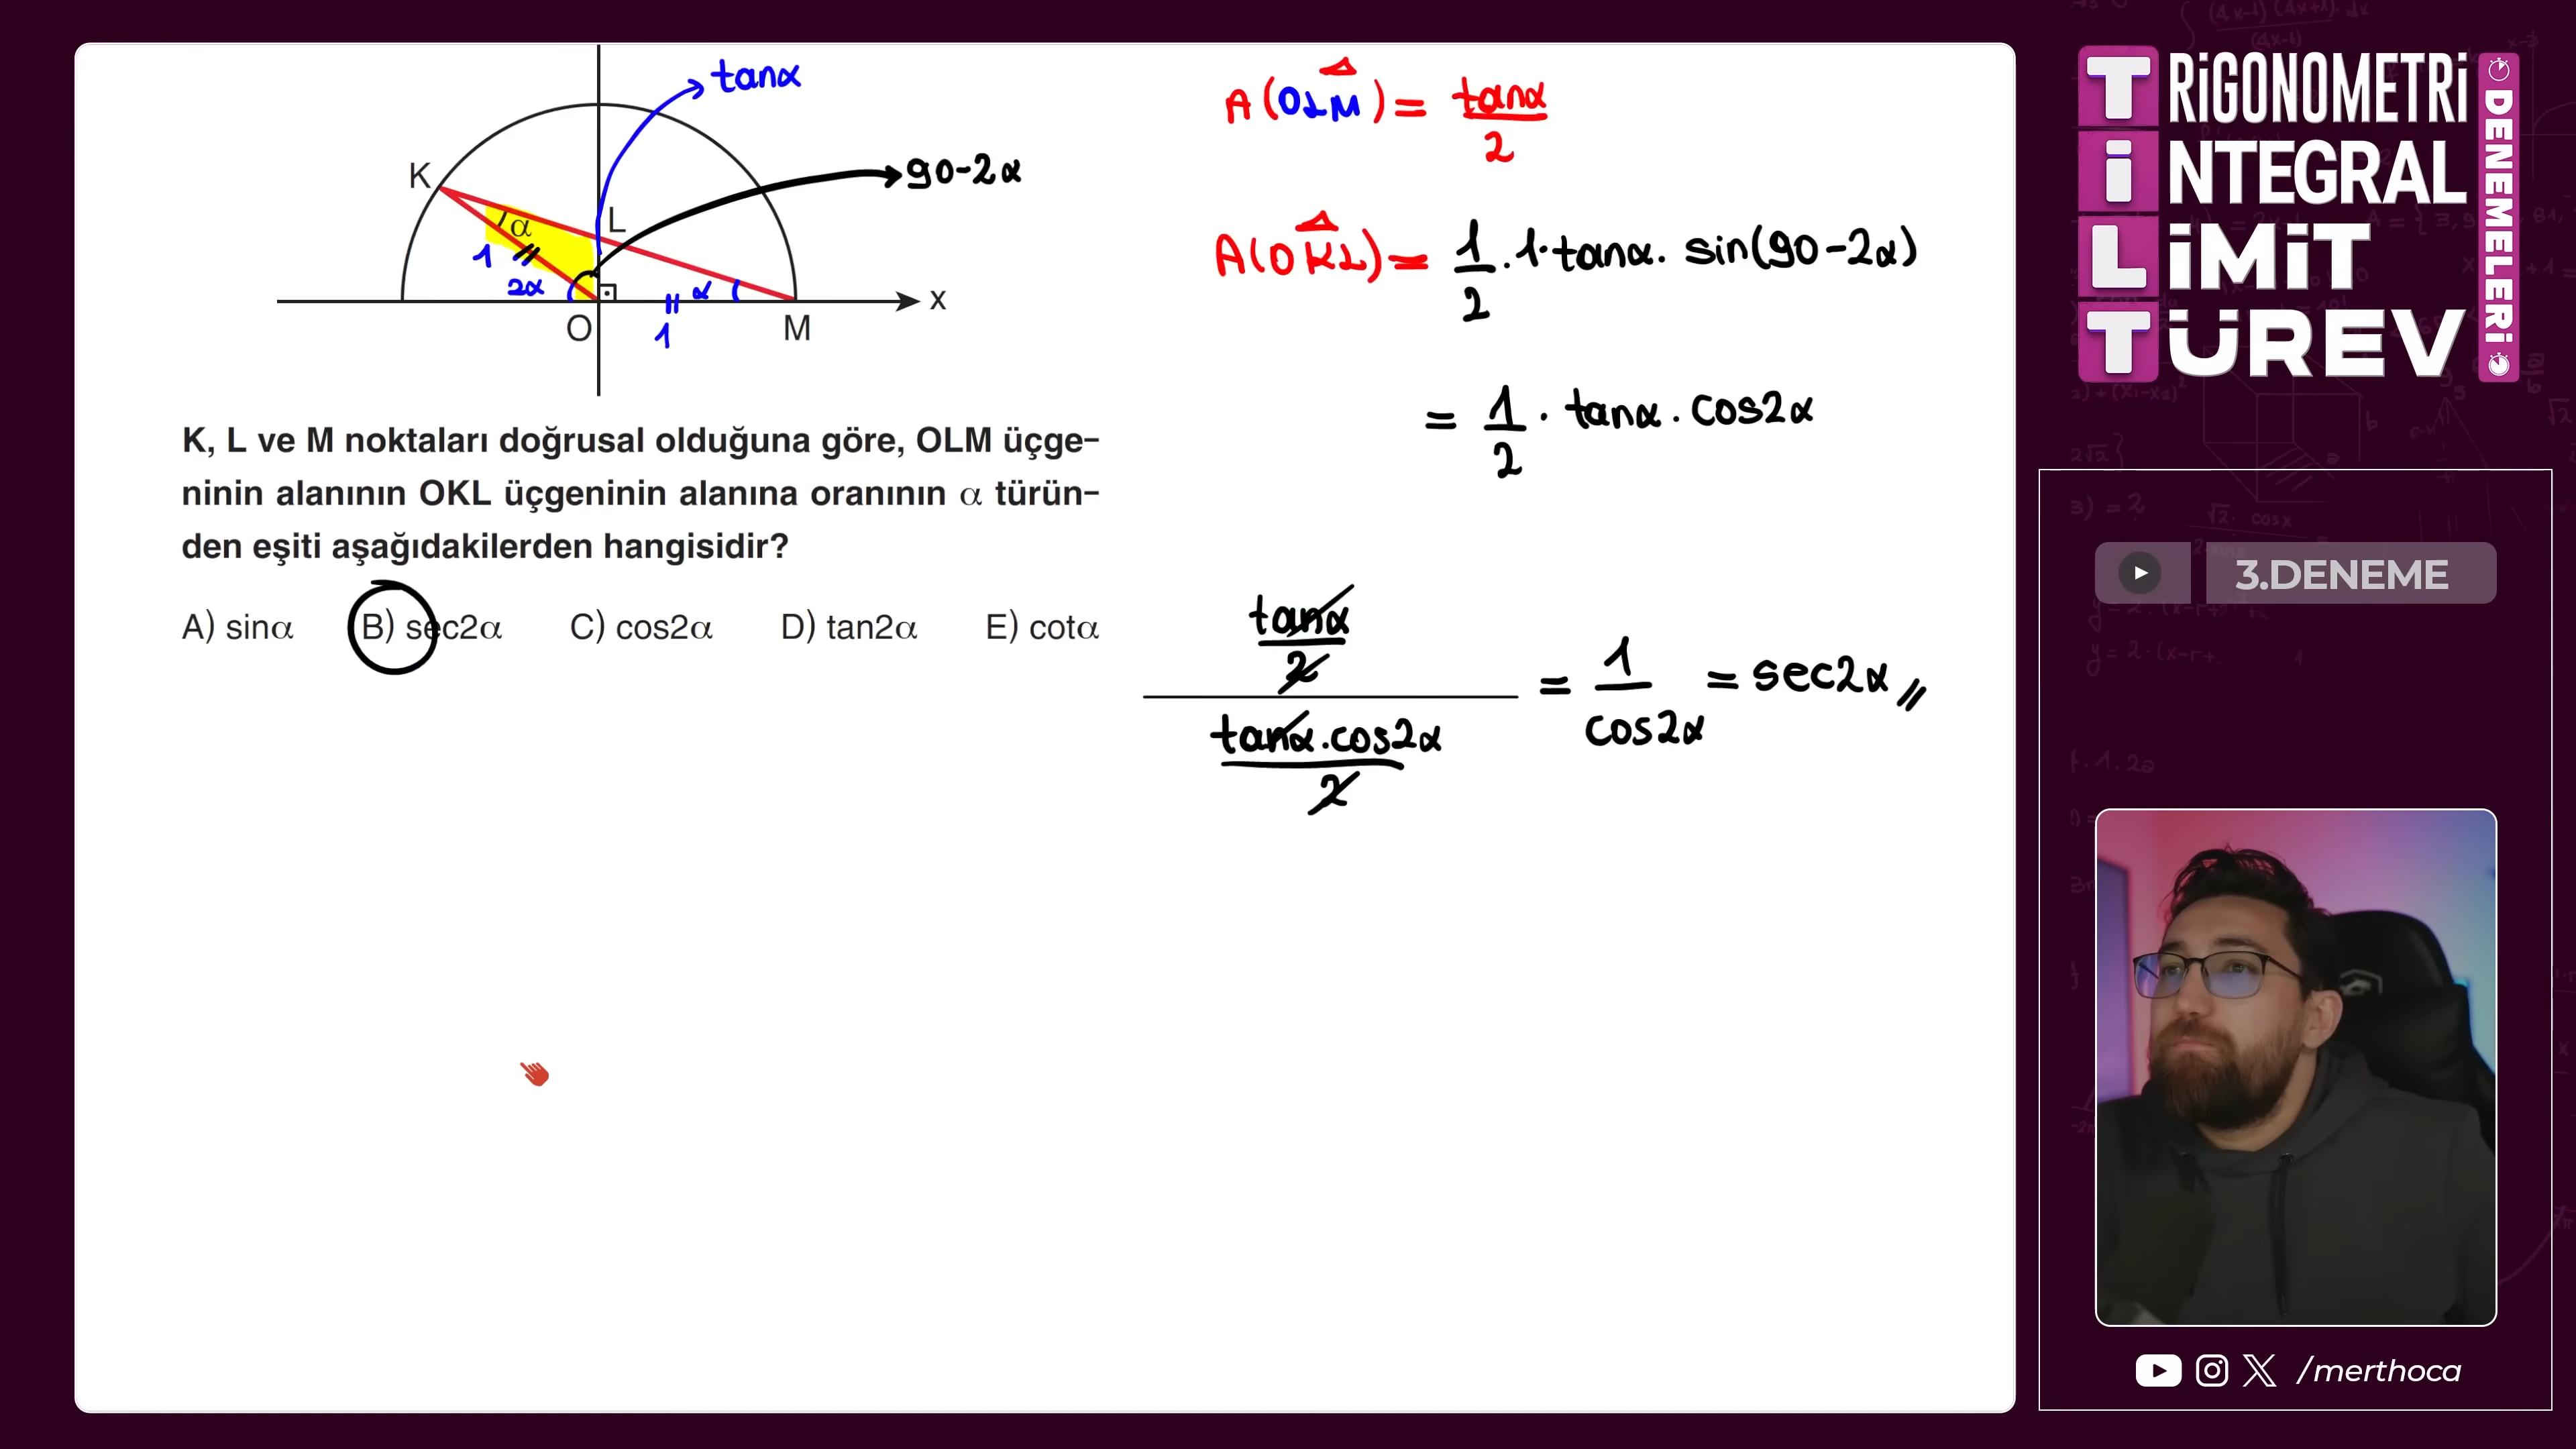 tanα
90-2α
K
L
α
1
2α
α
x
O
1
M
K, L ve M noktaları doğrusal olduğuna göre, OLM üçge-
ninin alanının OKL üçgeninin alanına oranının α türün-
den eşiti aşağıdakilerden hangisidir?
A) sinα B) sec2α C) cos2α D) tan2α E) cotα
A(OLM) = tanα/2
A(OKL) = 1/2 . 1 . tanα . sin(90-2α)
= 1/2 . tanα . cos2α
tanα/2 / tanα.cos2α/2 = 1/cos2α = sec2α //
TRiGONOMETRi
iNTEGRAL
LiMiT
TÜREV
DENEMELERi
3.DENEME
/merthoca